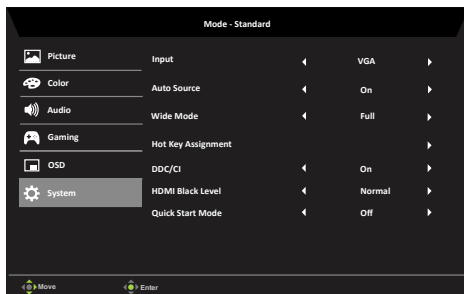 Mode - Standard
Picture
Color
Audio
Gaming
OSD
System
Input VGA
Auto Source On
Wide Mode Full
Hot Key Assignment
DDC/CI On
HDMI Black Level Normal
Quick Start Mode Off
Move Enter